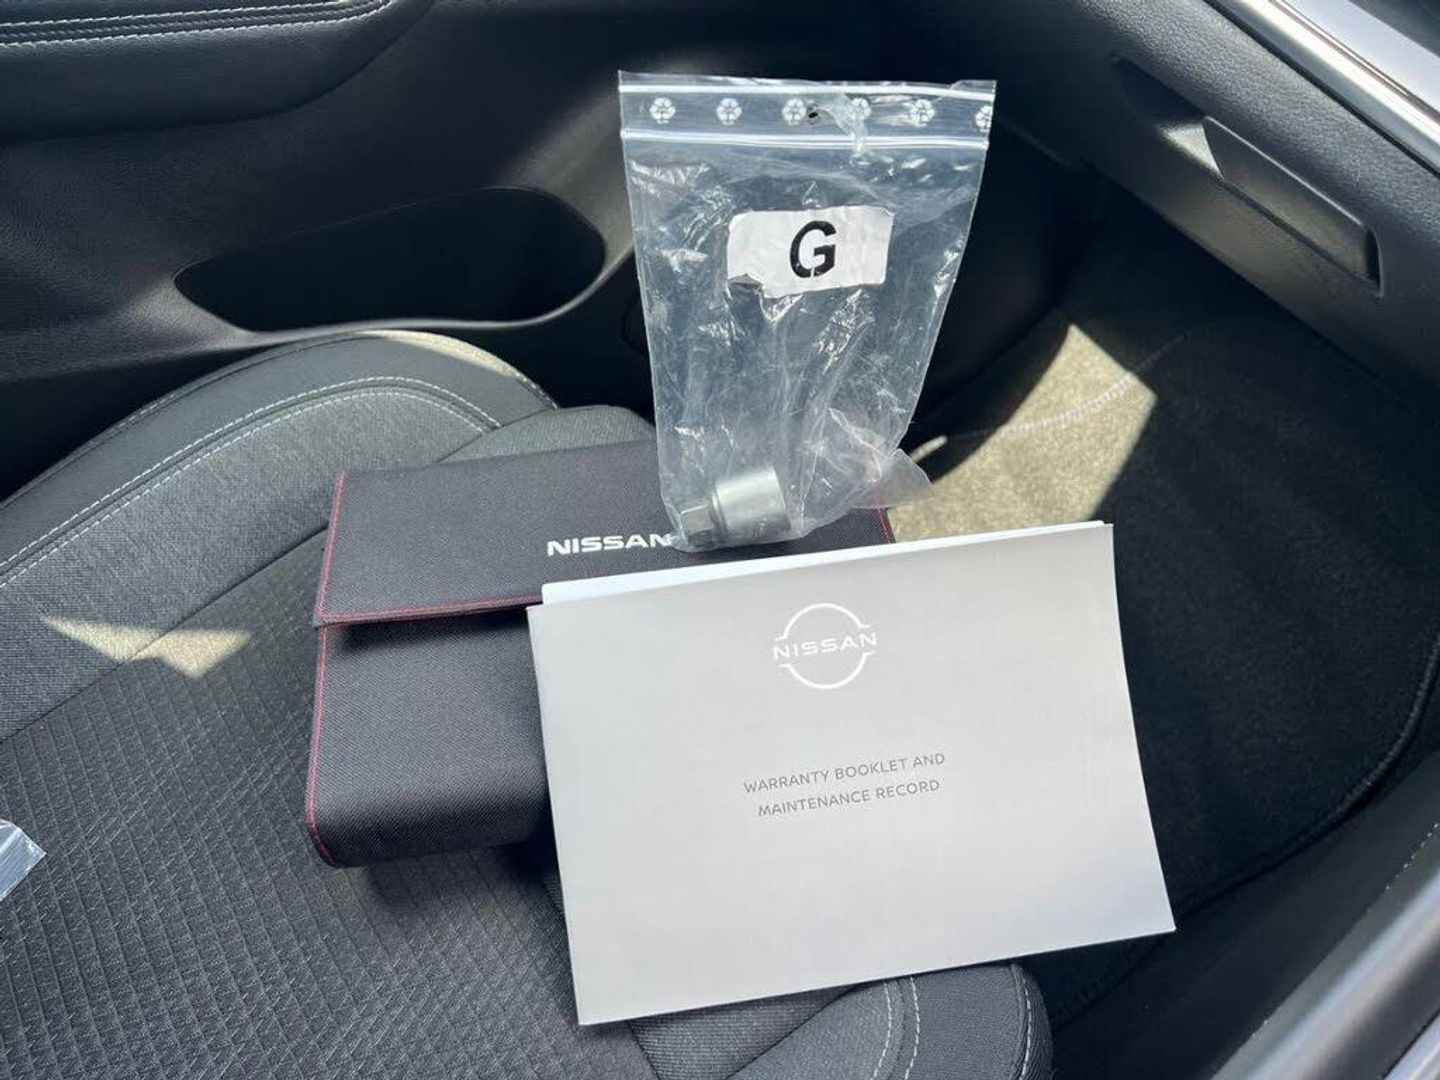 G
NISSAN
NISSAN
WARRANTY BOOKLET AND
MAINTENANCE RECORD